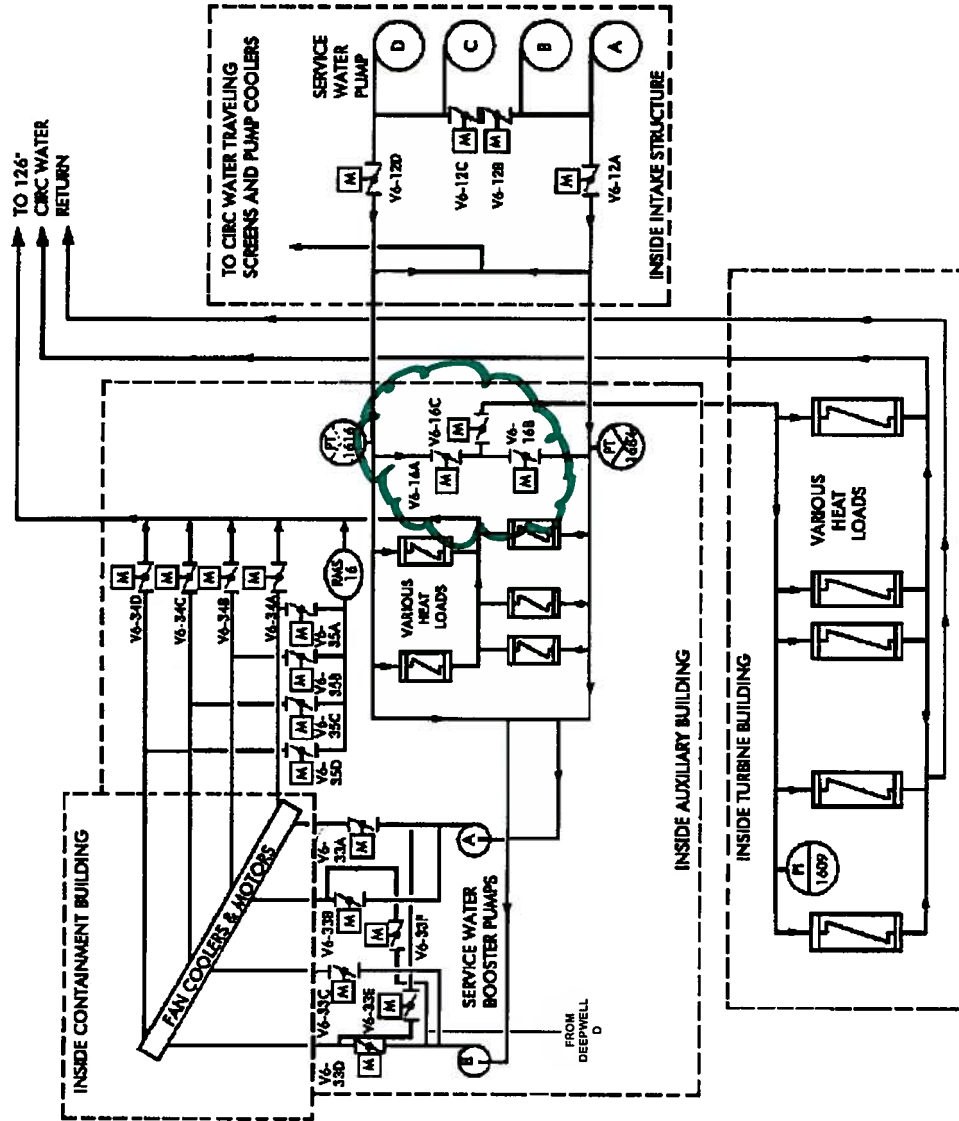 TO 126"
CIRC WATER
RETURN
TO CIRC WATER TRAVELING
SCREENS AND PUMP COOLERS
SERVICE
WATER
PUMP
D
C
B
A
M
V6-12D
M
V6-12C
M
V6-12B
M
V6-12A
INSIDE INTAKE STRUCTURE
INSIDE CONTAINMENT BUILDING
FAN COOLERS & MOTORS
M
V6-34D
M
V6-34C
M
V6-34B
M
V6-34A
M
V6-
35A
M
V6-
35B
M
V6-
35C
M
V6-
35D
RMS
16
PT
1616
V6-16A
M
V6-16C
M
V6-
16B
M
PT
1684
VARIOUS
HEAT
LOADS
V6-
33A
M
V6-33B
M
V6-33F
M
V6-33C
M
V6-33E
M
V6-
33D
M
A
B
SERVICE WATER
BOOSTER PUMPS
FROM
DEEPWELL
D
INSIDE AUXILIARY BUILDING
INSIDE TURBINE BUILDING
PI
1609
VARIOUS
HEAT
LOADS